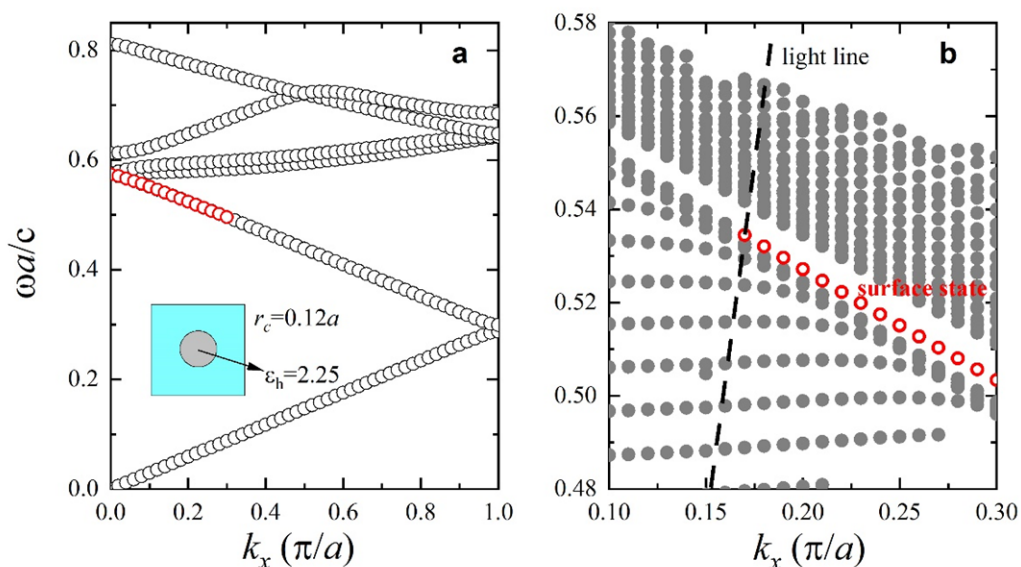 a
ωa/c
0.8
0.6
0.4
0.2
0.0
r_c=0.12a
ε_h=2.25
0.0 0.2 0.4 0.6 0.8 1.0
k_x (π/a)
b
light line
surface state
0.58
0.56
0.54
0.52
0.50
0.48
0.10 0.15 0.20 0.25 0.30
k_x (π/a)